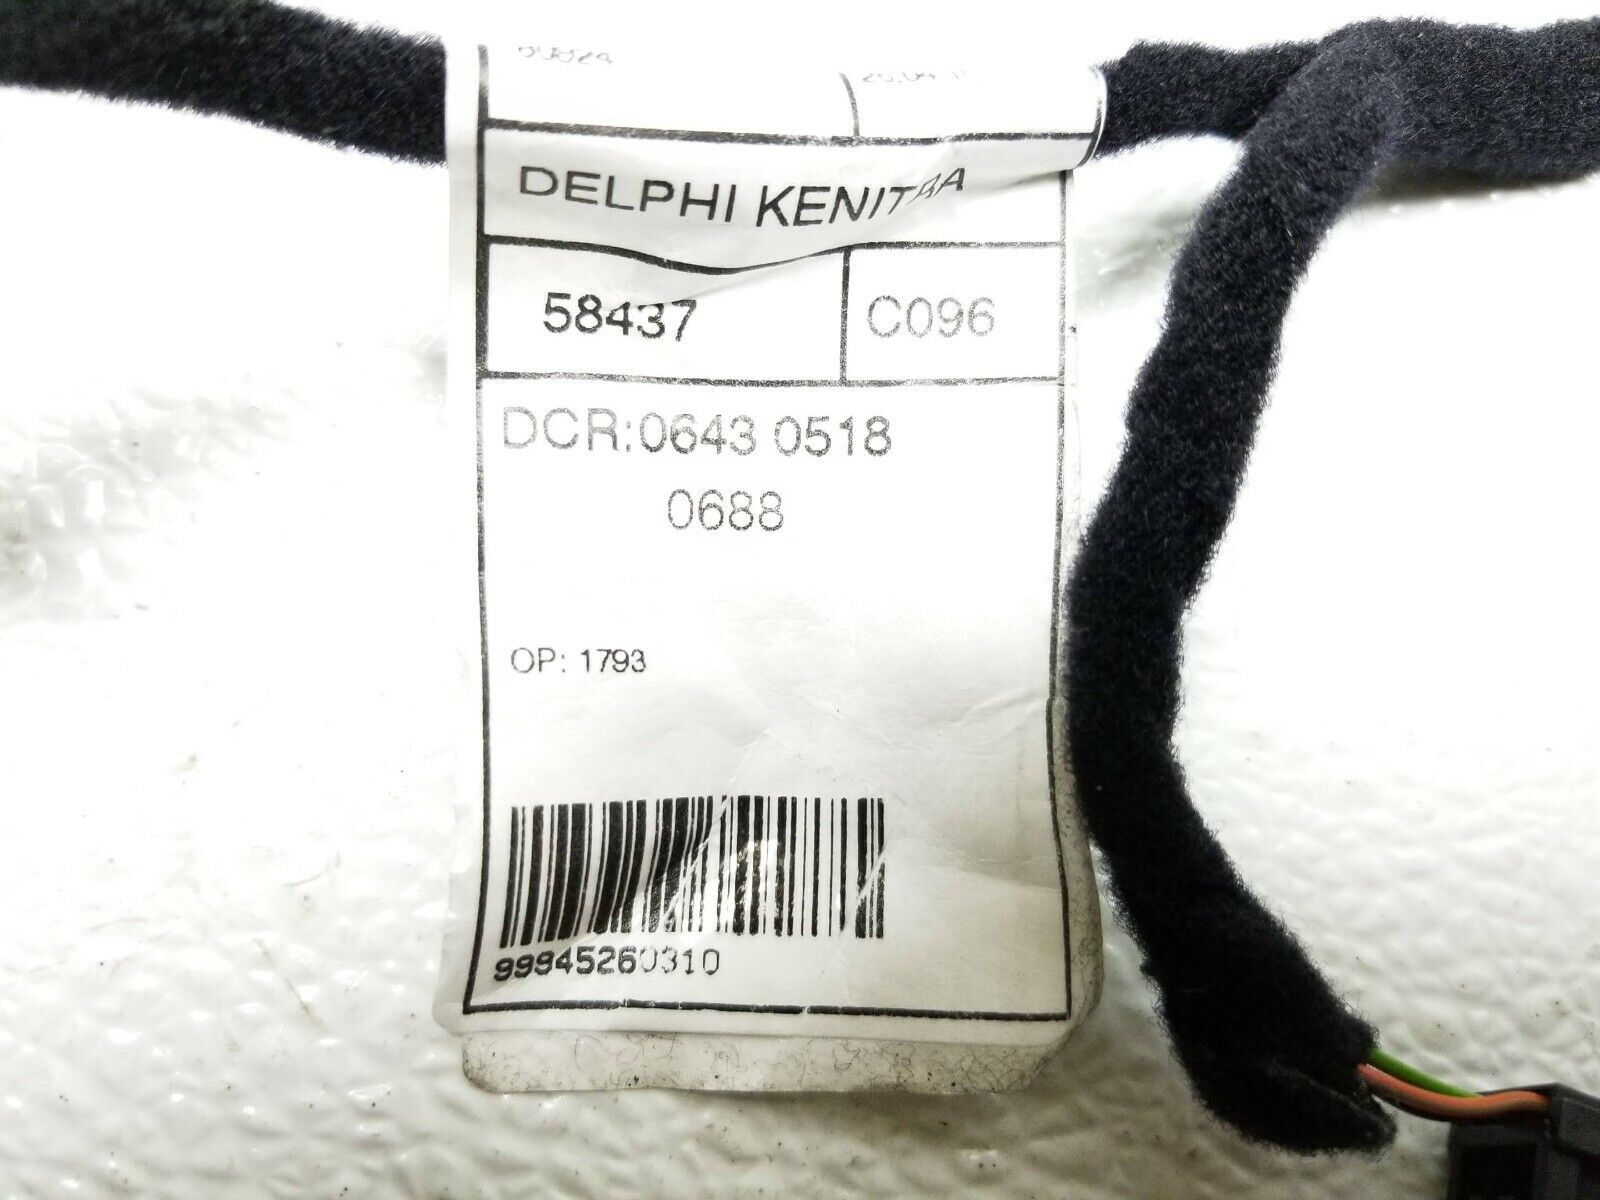 DELPHI KENITRA
58437 C096
DCR:0643 0518
0688
OP: 1793
99945260310